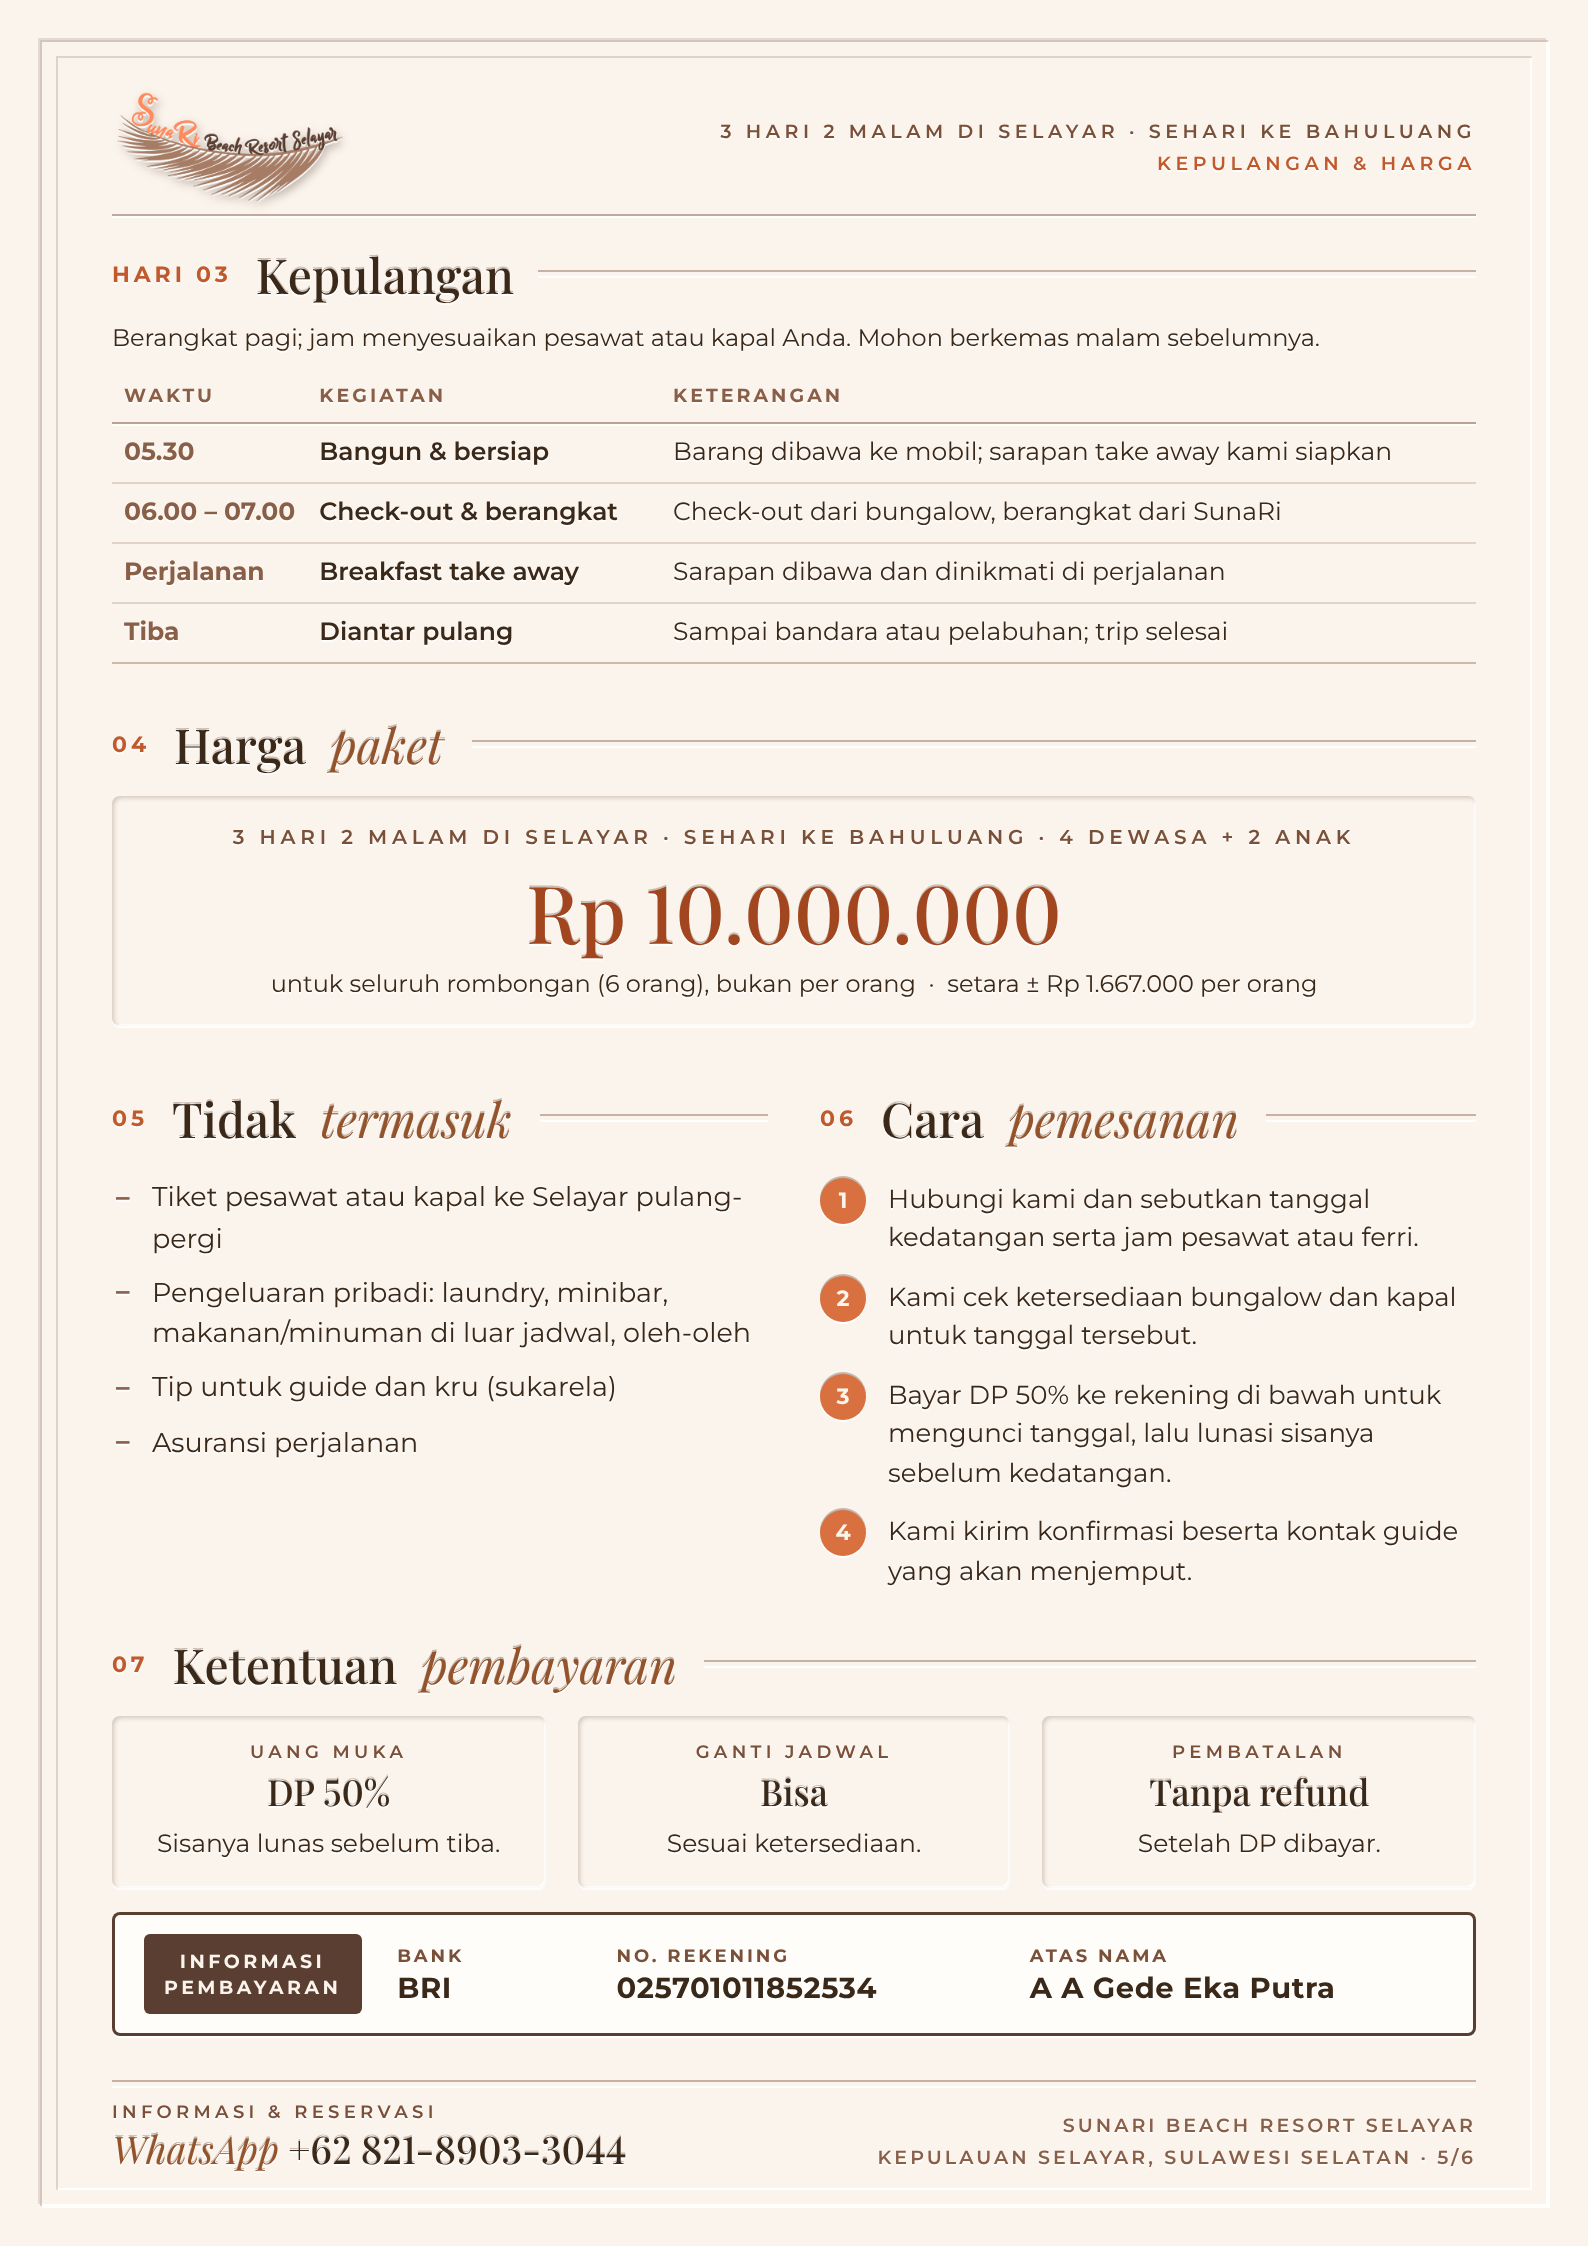 SunaRi Beach Resort Selayar
3 HARI 2 MALAM DI SELAYAR · SEHARI KE BAHULUANG
KEPULANGAN & HARGA
HARI 03 Kepulangan
Berangkat pagi; jam menyesuaikan pesawat atau kapal Anda. Mohon berkemas malam sebelumnya.
WAKTU KEGIATAN KETERANGAN
05.30 Bangun & bersiap Barang dibawa ke mobil; sarapan take away kami siapkan
06.00 – 07.00 Check-out & berangkat Check-out dari bungalow, berangkat dari SunaRi
Perjalanan Breakfast take away Sarapan dibawa dan dinikmati di perjalanan
Tiba Diantar pulang Sampai bandara atau pelabuhan; trip selesai
04 Harga paket
3 HARI 2 MALAM DI SELAYAR · SEHARI KE BAHULUANG · 4 DEWASA + 2 ANAK
Rp 10.000.000
untuk seluruh rombongan (6 orang), bukan per orang · setara ± Rp 1.667.000 per orang
05 Tidak termasuk
– Tiket pesawat atau kapal ke Selayar pulang-
pergi
– Pengeluaran pribadi: laundry, minibar,
makanan/minuman di luar jadwal, oleh-oleh
– Tip untuk guide dan kru (sukarela)
– Asuransi perjalanan
06 Cara pemesanan
1 Hubungi kami dan sebutkan tanggal
kedatangan serta jam pesawat atau ferri.
2 Kami cek ketersediaan bungalow dan kapal
untuk tanggal tersebut.
3 Bayar DP 50% ke rekening di bawah untuk
mengunci tanggal, lalu lunasi sisanya
sebelum kedatangan.
4 Kami kirim konfirmasi beserta kontak guide
yang akan menjemput.
07 Ketentuan pembayaran
UANG MUKA
DP 50%
Sisanya lunas sebelum tiba.
GANTI JADWAL
Bisa
Sesuai ketersediaan.
PEMBATALAN
Tanpa refund
Setelah DP dibayar.
INFORMASI
PEMBAYARAN
BANK
BRI
NO. REKENING
025701011852534
ATAS NAMA
A A Gede Eka Putra
INFORMASI & RESERVASI
WhatsApp +62 821-8903-3044
SUNARI BEACH RESORT SELAYAR
KEPULAUAN SELAYAR, SULAWESI SELATAN · 5/6